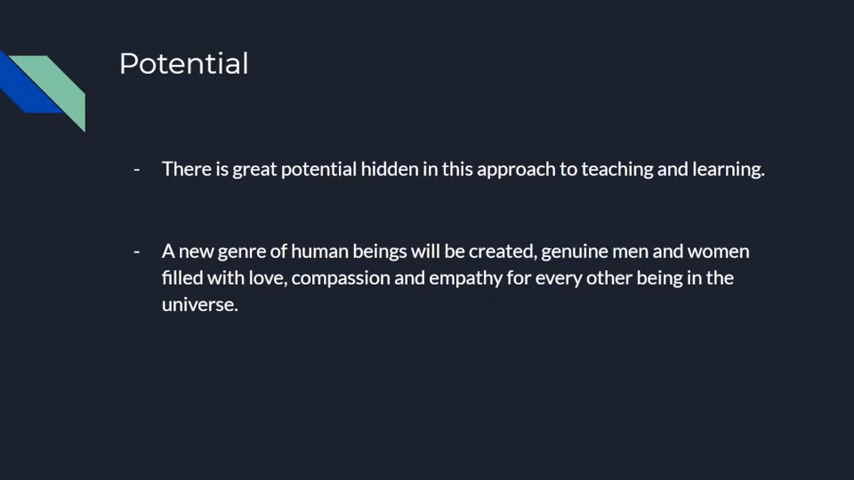 Potential
- There is great potential hidden in this approach to teaching and learning.
- A new genre of human beings will be created, genuine men and women
filled with love, compassion and empathy for every other being in the
universe.